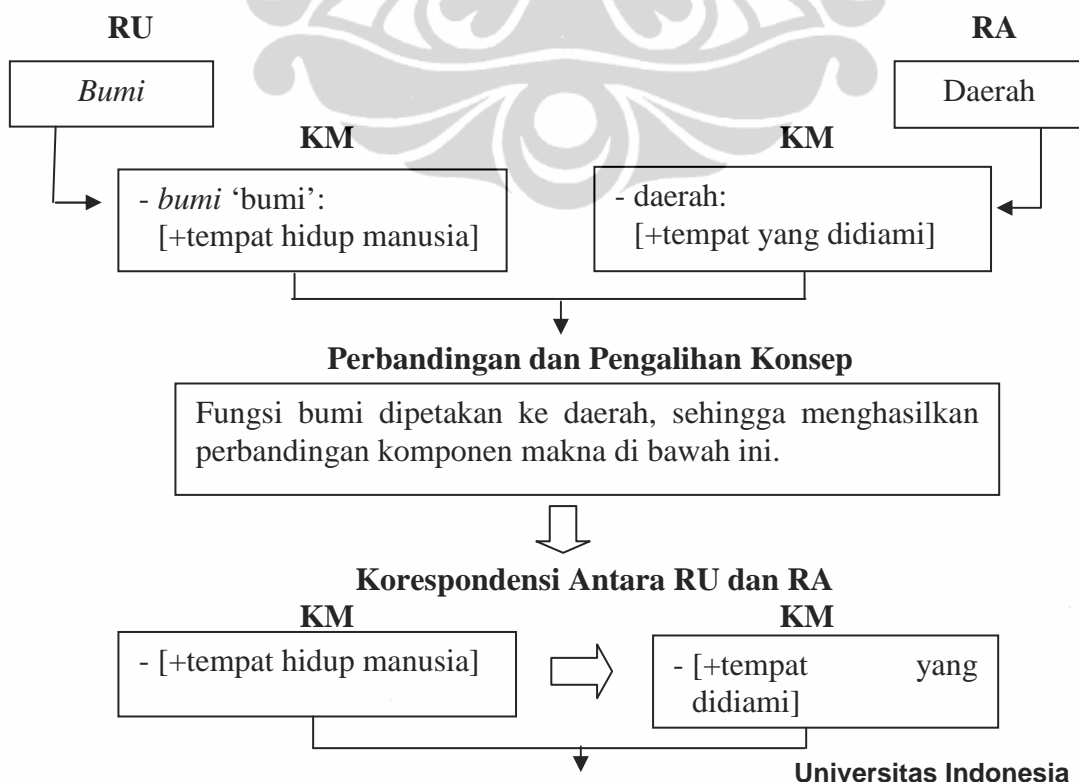 RU
RA
Bumi
Daerah
KM
KM
- bumi ‘bumi’:
[+tempat hidup manusia]
- daerah:
[+tempat yang didiami]
Perbandingan dan Pengalihan Konsep
Fungsi bumi dipetakan ke daerah, sehingga menghasilkan
perbandingan komponen makna di bawah ini.
Korespondensi Antara RU dan RA
KM
KM
- [+tempat hidup manusia]
- [+tempat yang
didiami]
Universitas Indonesia